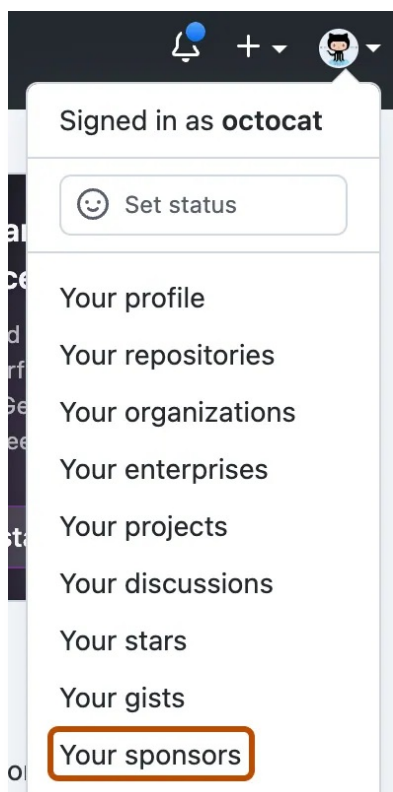 Signed in as octocat
Set status
Your profile
Your repositories
Your organizations
Your enterprises
Your projects
Your discussions
Your stars
Your gists
Your sponsors